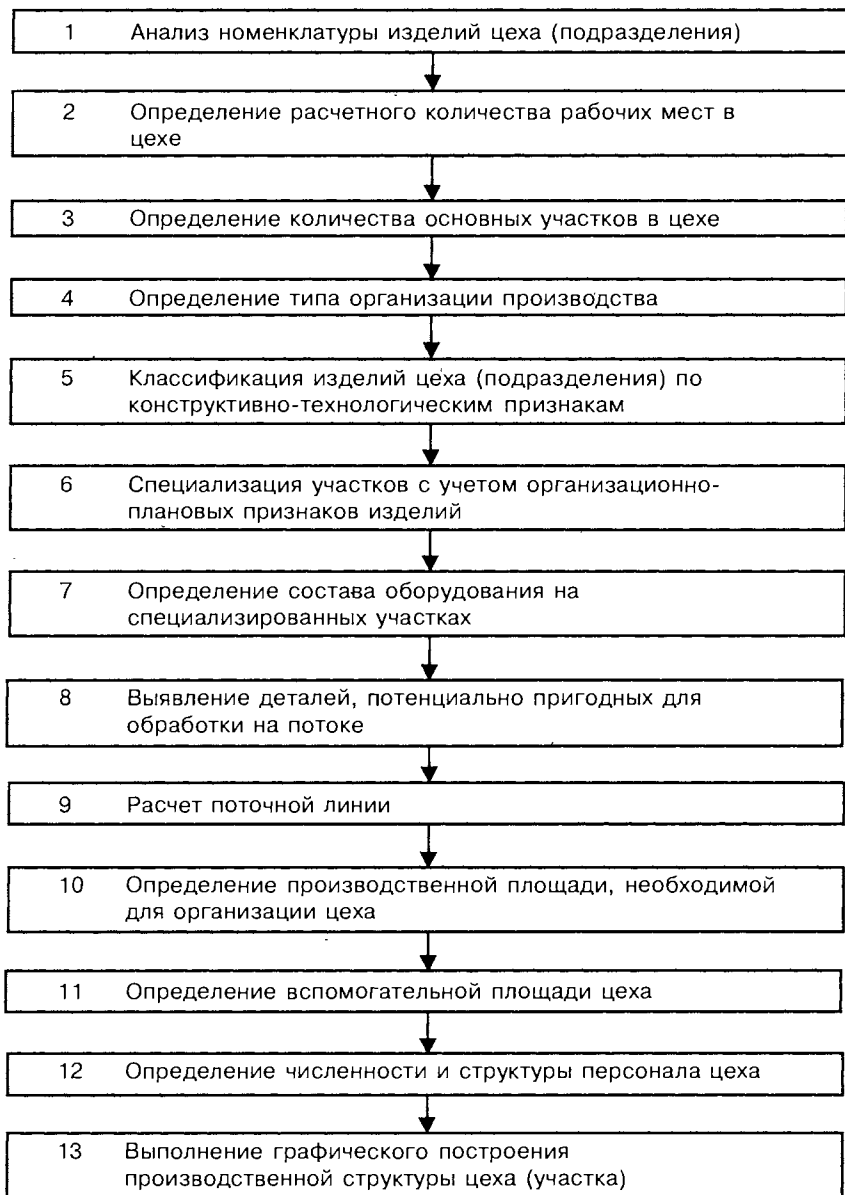 1 Анализ номенклатуры изделий цеха (подразделения)
2 Определение расчетного количества рабочих мест в
цехе
3 Определение количества основных участков в цехе
4 Определение типа организации производства
5 Классификация изделий цеха (подразделения) по
конструктивно-технологическим признакам
6 Специализация участков с учетом организационно-
плановых признаков изделий
7 Определение состава оборудования на
специализированных участках
8 Выявление деталей, потенциально пригодных для
обработки на потоке
9 Расчет поточной линии
10 Определение производственной площади, необходимой
для организации цеха
11 Определение вспомогательной площади цеха
12 Определение численности и структуры персонала цеха
13 Выполнение графического построения
производственной структуры цеха (участка)